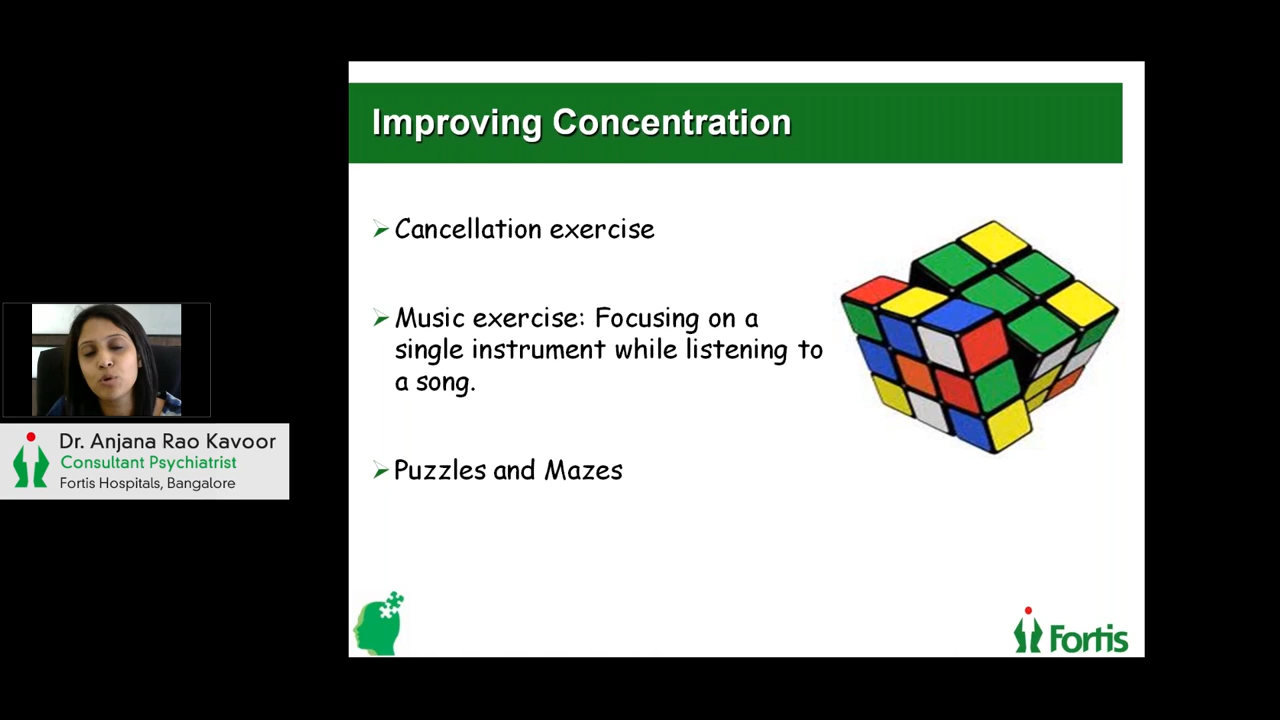 Improving Concentration
Cancellation exercise
Music exercise: Focusing on a
single instrument while listening to
a song.
Puzzles and Mazes
Dr. Anjana Rao Kavoor
Consultant Psychiatrist
Fortis Hospitals, Bangalore
Fortis